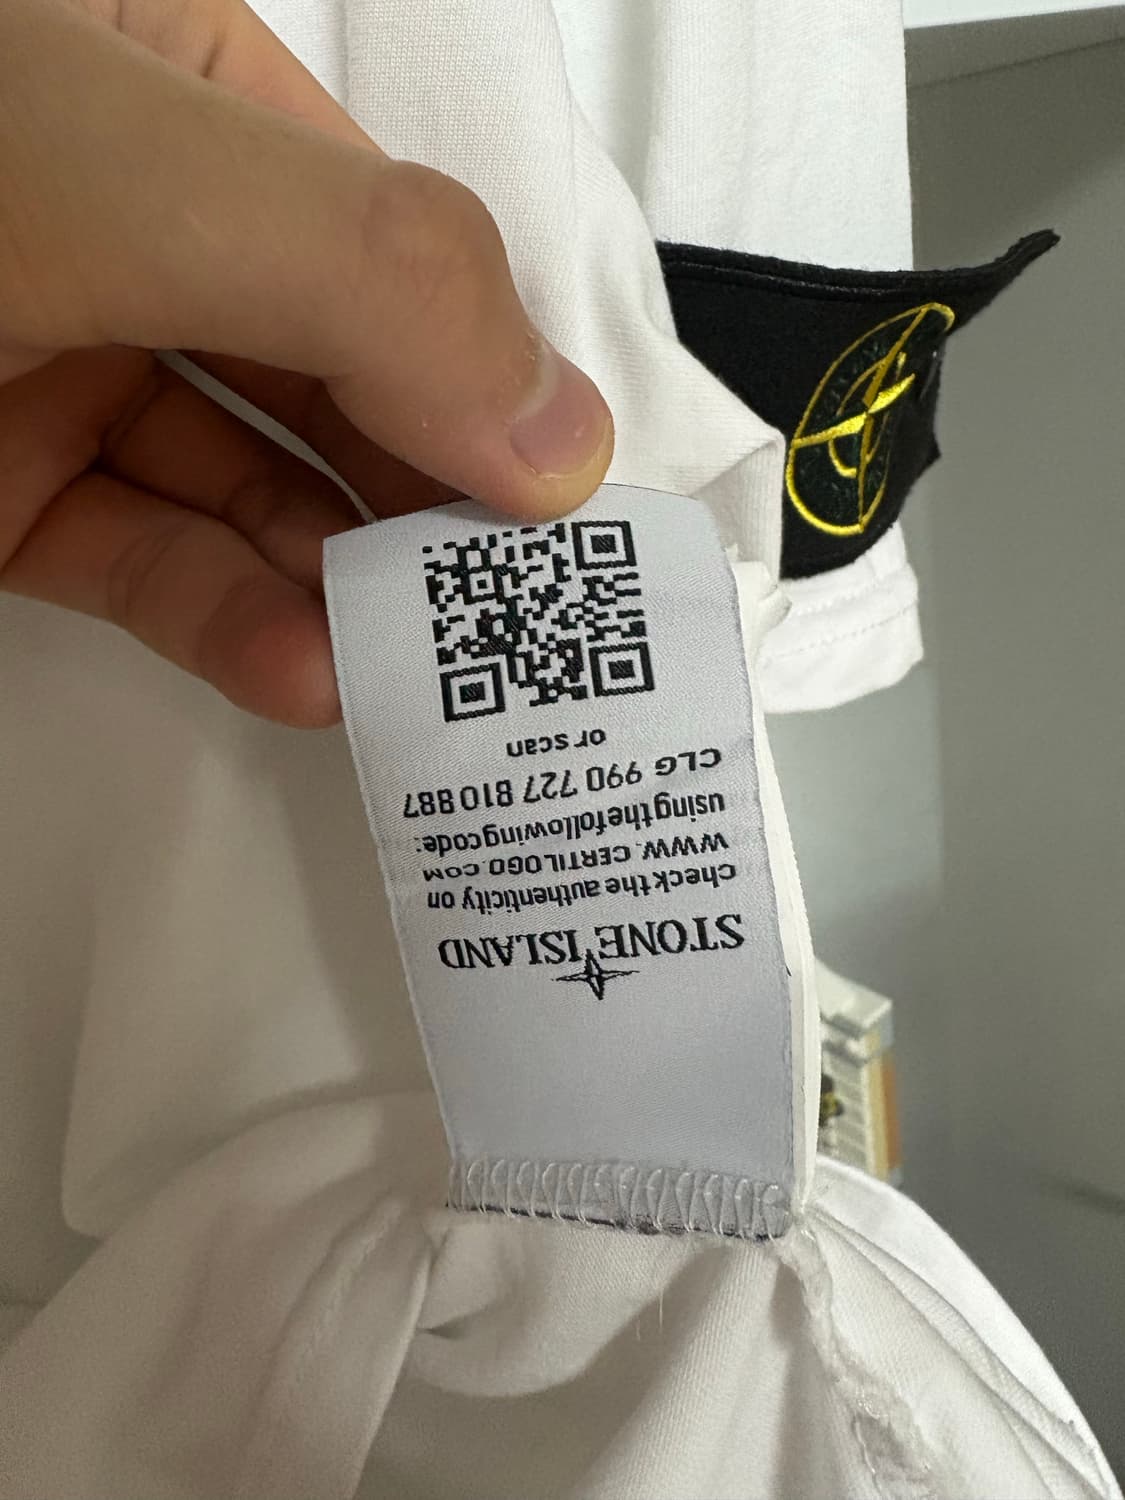 STONE ISLAND
check the authenticity on
WWW. CERTILOGO.COM
using the following code:
CLG 990 727 810 887
or scan